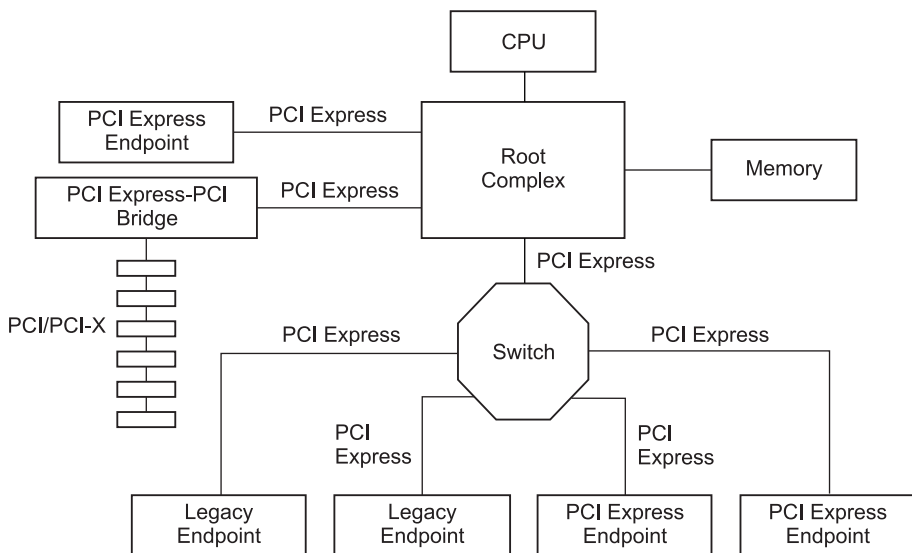 CPU
PCI Express
Endpoint
PCI Express
Root
Complex
Memory
PCI Express-PCI
Bridge
PCI Express
PCI Express
PCI/PCI-X
PCI Express
Switch
PCI Express
PCI
Express
PCI
Express
Legacy
Endpoint
Legacy
Endpoint
PCI Express
Endpoint
PCI Express
Endpoint